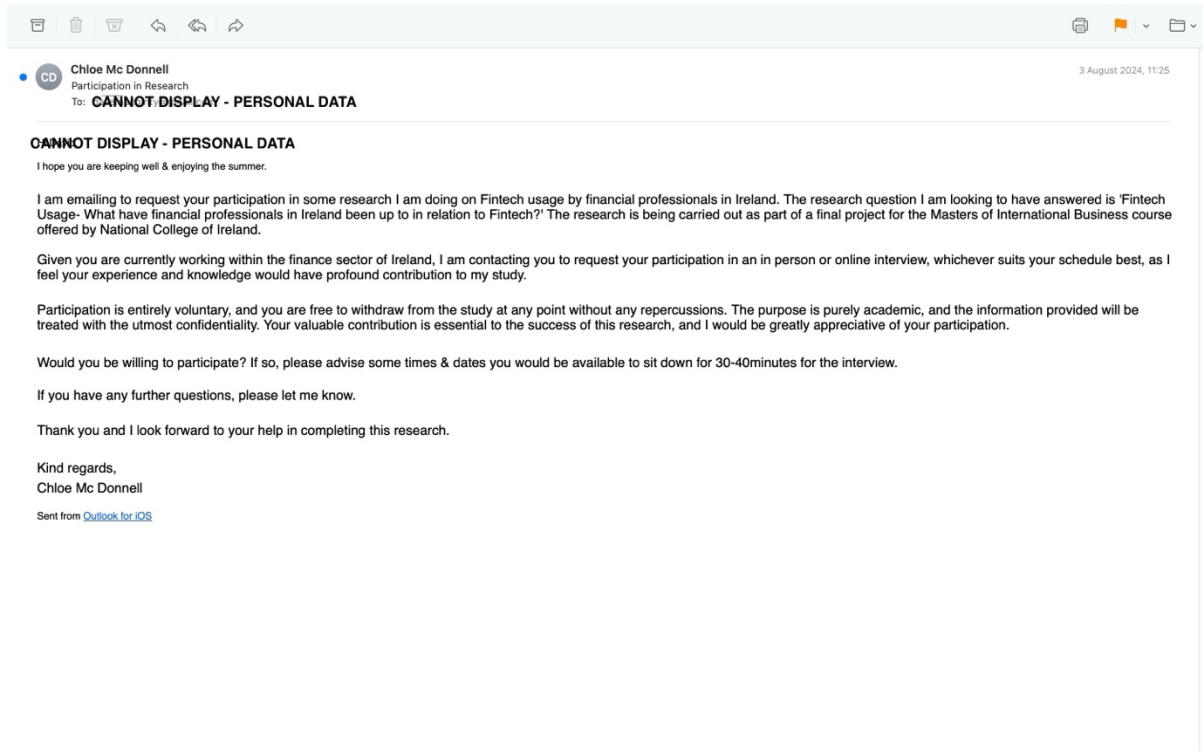 CD
Chloe Mc Donnell
3 August 2024, 11:25
Participation in Research
To: CANNOT DISPLAY - PERSONAL DATA
CANNOT DISPLAY - PERSONAL DATA
I hope you are keeping well & enjoying the summer.
I am emailing to request your participation in some research I am doing on Fintech usage by financial professionals in Ireland. The research question I am looking to have answered is 'Fintech
Usage- What have financial professionals in Ireland been up to in relation to Fintech?' The research is being carried out as part of a final project for the Masters of International Business course
offered by National College of Ireland.
Given you are currently working within the finance sector of Ireland, I am contacting you to request your participation in an in person or online interview, whichever suits your schedule best, as I
feel your experience and knowledge would have profound contribution to my study.
Participation is entirely voluntary, and you are free to withdraw from the study at any point without any repercussions. The purpose is purely academic, and the information provided will be
treated with the utmost confidentiality. Your valuable contribution is essential to the success of this research, and I would be greatly appreciative of your participation.
Would you be willing to participate? If so, please advise some times & dates you would be available to sit down for 30-40minutes for the interview.
If you have any further questions, please let me know.
Thank you and I look forward to your help in completing this research.
Kind regards,
Chloe Mc Donnell
Sent from Outlook for iOS